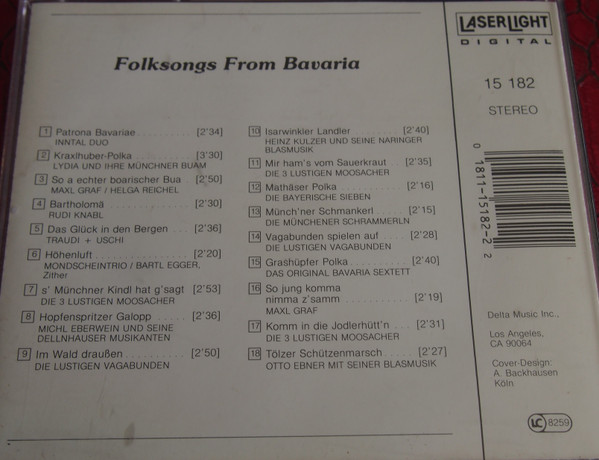 Folksongs From Bavaria
1 Patrona Bavariae .......... [2'34]
INNTAL DUO
2 Kraxlhuber-Polka .......... [3'30]
LYDIA UND IHRE MÜNCHNER BUAM
3 So a echter boarischer Bua [2'50]
MAXL GRAF / HELGA REICHEL
4 Bartholomä .......... [2'30]
RUDI KNABL
5 Das Glück in den Bergen ... [2'36]
TRAUDI + USCHI
6 Höhenluft .......... [2'20]
MONDSCHEINTRIO / BARTL EGGER,
Zither
7 s' Münchner Kindl hat g'sagt [2'53]
DIE 3 LUSTIGEN MOOSACHER
8 Hopfenspritzer Galopp .... [2'36]
MICHL EBERWEIN UND SEINE
DELLNHAUSER MUSIKANTEN
9 Im Wald draußen .......... [2'50]
DIE LUSTIGEN VAGABUNDEN
10 Isarwinkler Landler ........ [2'40]
HEINZ KULZER UND SEINE NARINGER
BLASMUSIK
11 Mir ham's vom Sauerkraut ... [2'35]
DIE 3 LUSTIGEN MOOSACHER
12 Mathäser Polka .......... [2'16]
DIE BAYERISCHE SIEBEN
13 Münch'ner Schmankerl .... [2'15]
DIE MÜNCHENER SCHRAMMERLN
14 Vagabunden spielen auf ..... [2'28]
DIE LUSTIGEN VAGABUNDEN
15 Grashüpfer Polka .......... [2'40]
DAS ORIGINAL BAVARIA SEXTETT
16 So jung komma
nimma z'samm .......... [2'19]
MAXL GRAF
17 Komm in die Jodlerhütt'n ... [2'31]
DIE 3 LUSTIGEN MOOSACHER
18 Tölzer Schützenmarsch ...... [2'27]
OTTO EBNER MIT SEINER BLASMUSIK
LASERLIGHT
DIGITAL
15 182
STEREO
0 1811-15182-2 2
Delta Music Inc.,
Los Angeles,
CA 90064
Cover-Design:
A. Backhausen
Köln
LC 8259